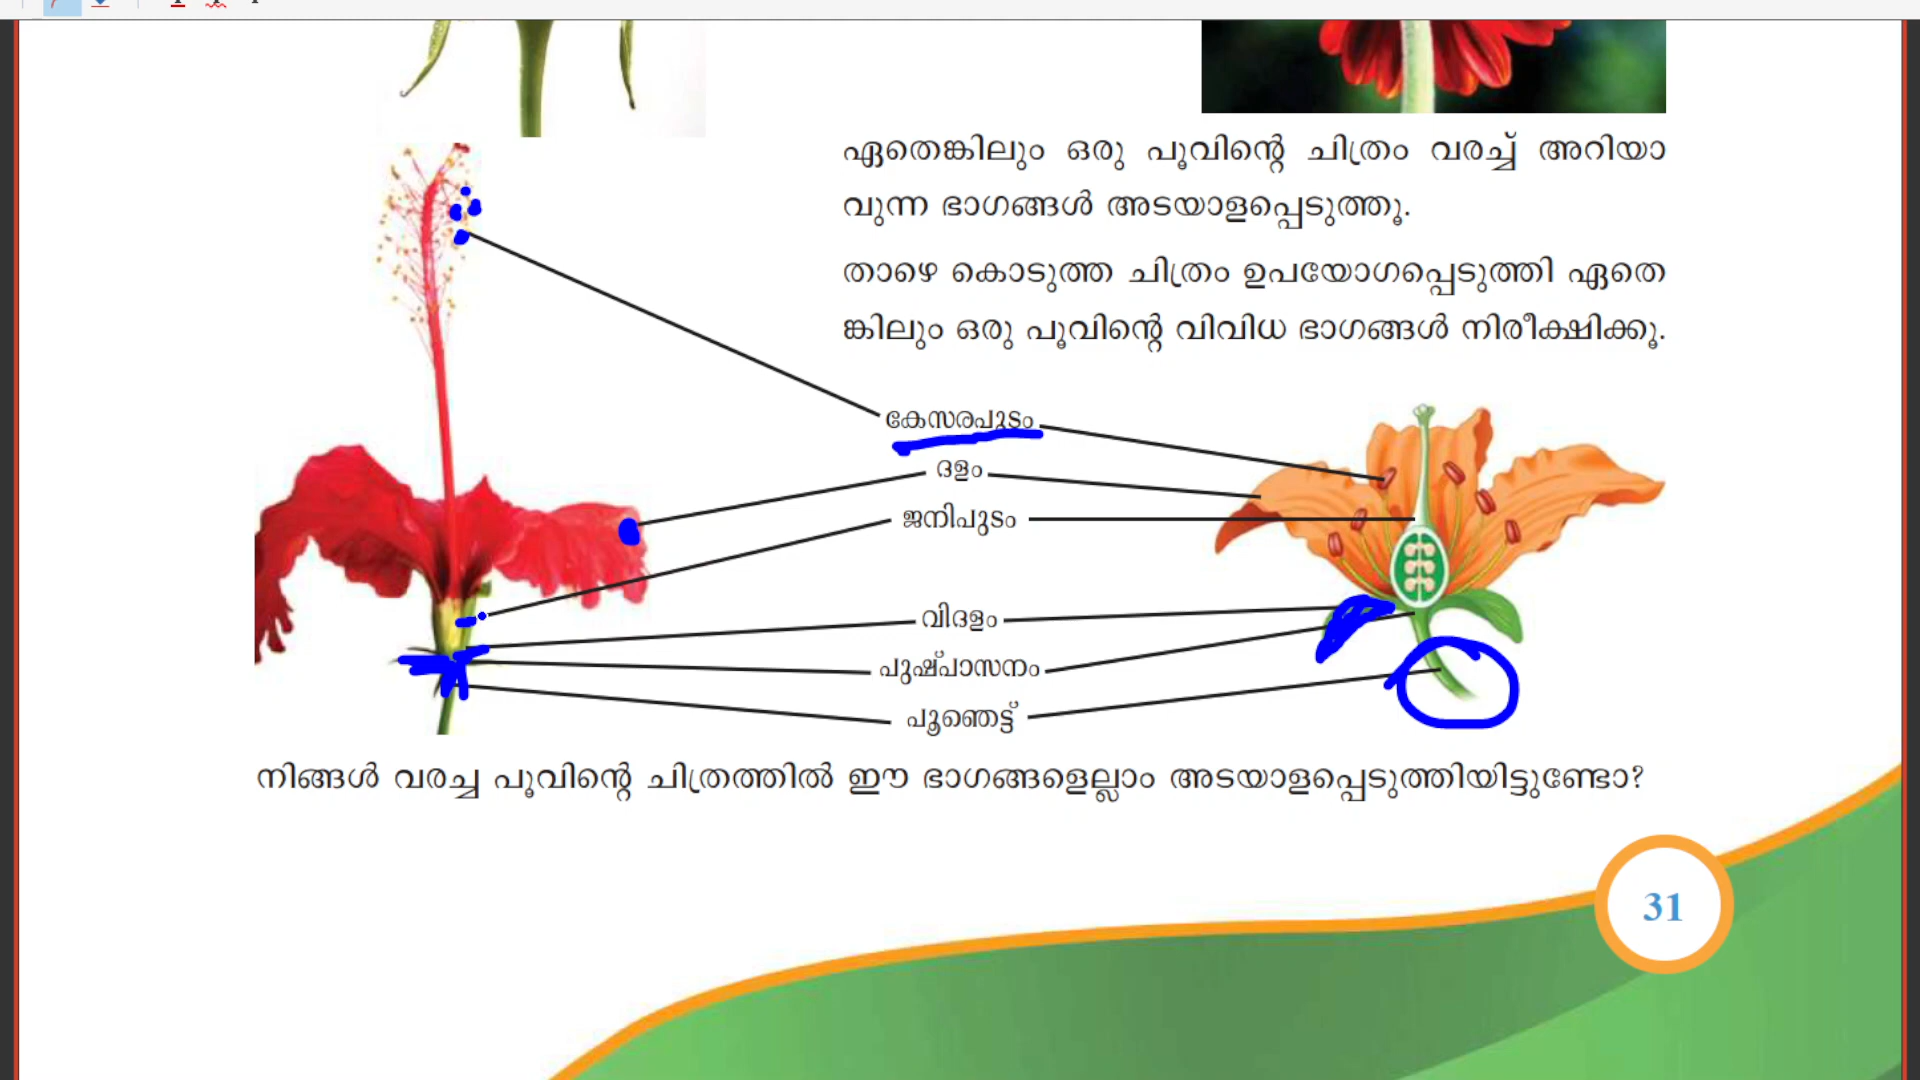 ഏതെങ്കിലും ഒരു പൂവിന്റെ ചിത്രം വരച്ച് അറിയാ
വുന്ന ഭാഗങ്ങൾ അടയാളപ്പെടുത്തൂ.
താഴെ കൊടുത്ത ചിത്രം ഉപയോഗപ്പെടുത്തി ഏതെ
ങ്കിലും ഒരു പൂവിന്റെ വിവിധ ഭാഗങ്ങൾ നിരീക്ഷിക്കൂ.
കേസരപുടം
ദളം
ജനിപുടം
വിദളം
പുഷ്പാസനം
പൂഞെട്ട്
നിങ്ങൾ വരച്ച പൂവിന്റെ ചിത്രത്തിൽ ഈ ഭാഗങ്ങളെല്ലാം അടയാളപ്പെടുത്തിയിട്ടുണ്ടോ?
31